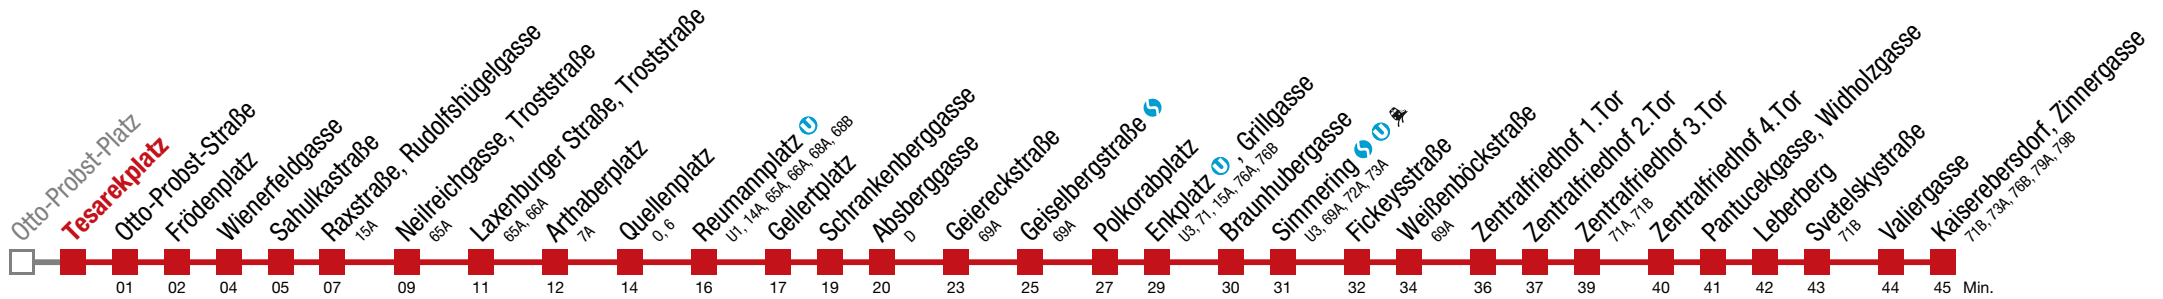 Otto-Probst-Platz
Tesarekplatz
Otto-Probst-Straße
Frödenplatz
Wienerfeldgasse
Sahulkastraße
Raxstraße, Rudolfshügelgasse
15A
Neilreichgasse, Troststraße
65A
Laxenburger Straße, Troststraße
65A, 66A
Arthaberplatz
7A
Quellenplatz
O, 6
Reumannplatz U
U1, 14A, 65A, 66A, 68A, 68B
Gellertplatz
Schrankenberggasse
Absberggasse
D
Geiereckstraße
69A
Geiselbergstraße S
69A
Polkorabplatz
Enkplatz U, Grillgasse
U3, 71, 15A, 76A, 76B
Braunhubergasse
Simmering S U
U3, 69A, 72A, 73A
Fickeysstraße
Weißenböckstraße
69A
Zentralfriedhof 1.Tor
Zentralfriedhof 2.Tor
Zentralfriedhof 3.Tor
71A, 71B
Zentralfriedhof 4.Tor
Pantucekgasse, Widholzgasse
Leberberg
Svetelskystraße
71B
Valiergasse
Kaiserebersdorf, Zinnergasse
71B, 73A, 76B, 79A, 79B
01 02 04 05 07 09 11 12 14 16 17 19 20 23 25 27 29 30 31 32 34 36 37 39 40 41 42 43 44 45 Min.